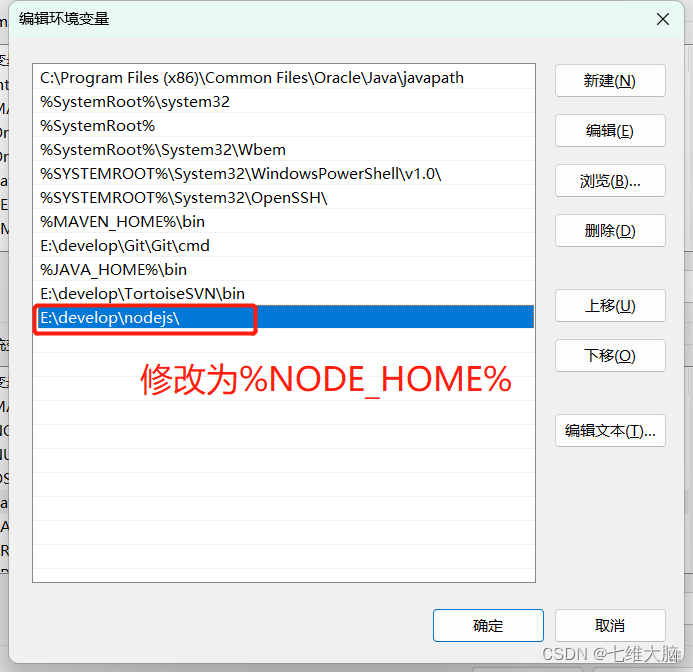 编辑环境变量
C:\Program Files (x86)\Common Files\Oracle\Java\javapath
%SystemRoot%\system32
%SystemRoot%
%SystemRoot%\System32\Wbem
%SYSTEMROOT%\System32\WindowsPowerShell\v1.0\
%SYSTEMROOT%\System32\OpenSSH\
%MAVEN_HOME%\bin
E:\develop\Git\Git\cmd
%JAVA_HOME%\bin
E:\develop\TortoiseSVN\bin
E:\develop\nodejs\
修改为%NODE_HOME%
新建(N)
编辑(E)
浏览(B)...
删除(D)
上移(U)
下移(O)
编辑文本(T)...
确定
取消
CSDN @七维大脑